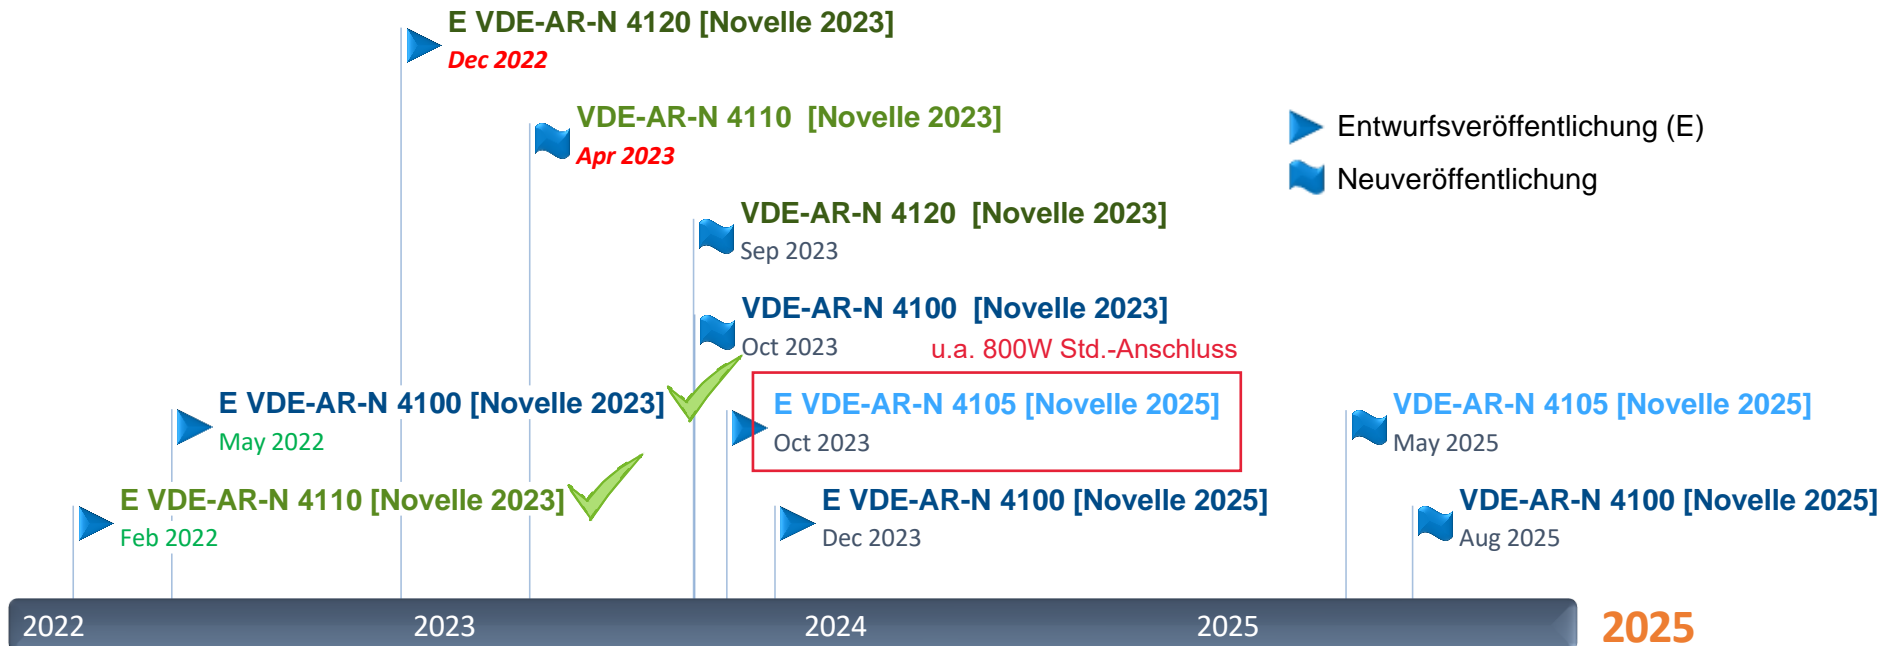 E VDE-AR-N 4120 [Novelle 2023]
Dec 2022
VDE-AR-N 4110 [Novelle 2023]
Apr 2023
Entwurfsveröffentlichung (E)
Neuveröffentlichung
VDE-AR-N 4120 [Novelle 2023]
Sep 2023
VDE-AR-N 4100 [Novelle 2023]
Oct 2023
u.a. 800W Std.-Anschluss
E VDE-AR-N 4100 [Novelle 2023]
May 2022
E VDE-AR-N 4105 [Novelle 2025]
Oct 2023
VDE-AR-N 4105 [Novelle 2025]
May 2025
E VDE-AR-N 4110 [Novelle 2023]
Feb 2022
E VDE-AR-N 4100 [Novelle 2025]
Dec 2023
VDE-AR-N 4100 [Novelle 2025]
Aug 2025
2022 2023 2024 2025 2025